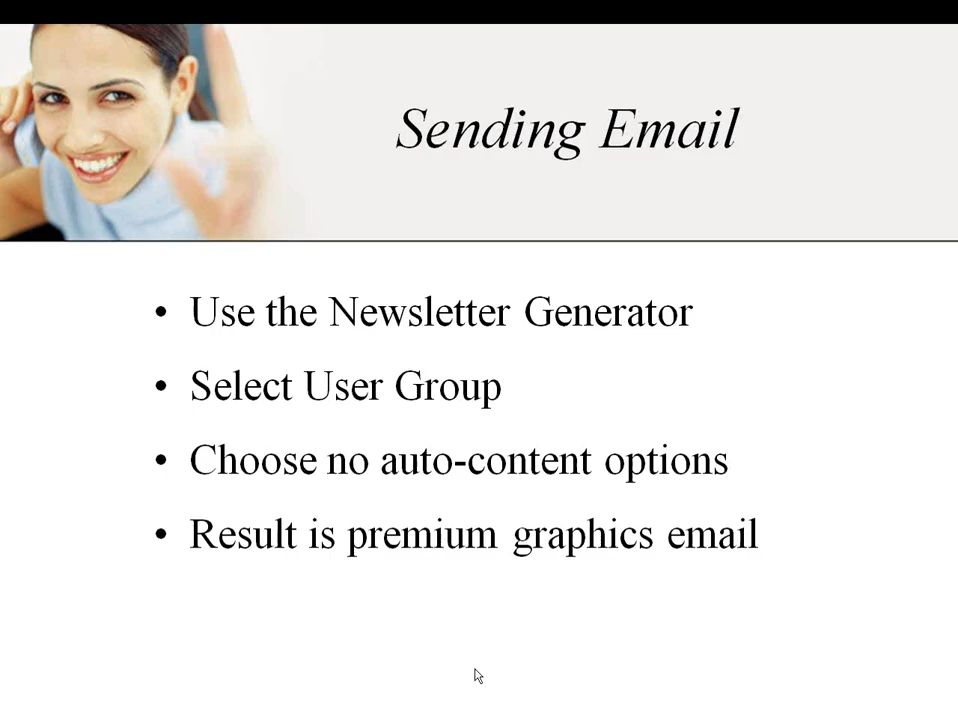 Sending Email
• Use the Newsletter Generator
• Select User Group
• Choose no auto-content options
• Result is premium graphics email